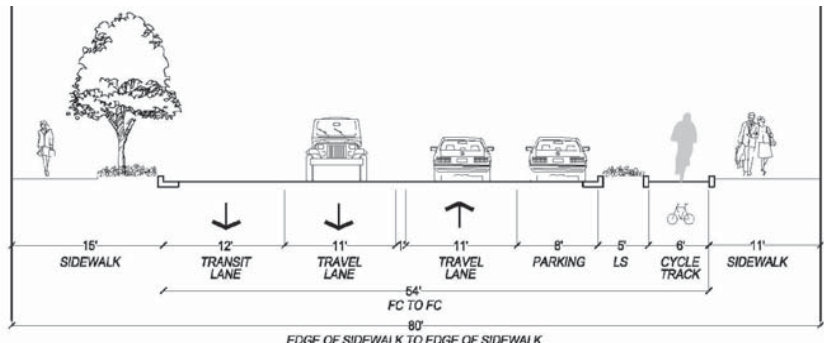 15' 12' 11' 1' 11' 8' 5' 6' 11'
SIDEWALK TRANSIT TRAVEL TRAVEL PARKING LS CYCLE SIDEWALK
LANE LANE LANE TRACK
54'
FC TO FC
80'
EDGE OF SIDEWALK TO EDGE OF SIDEWALK